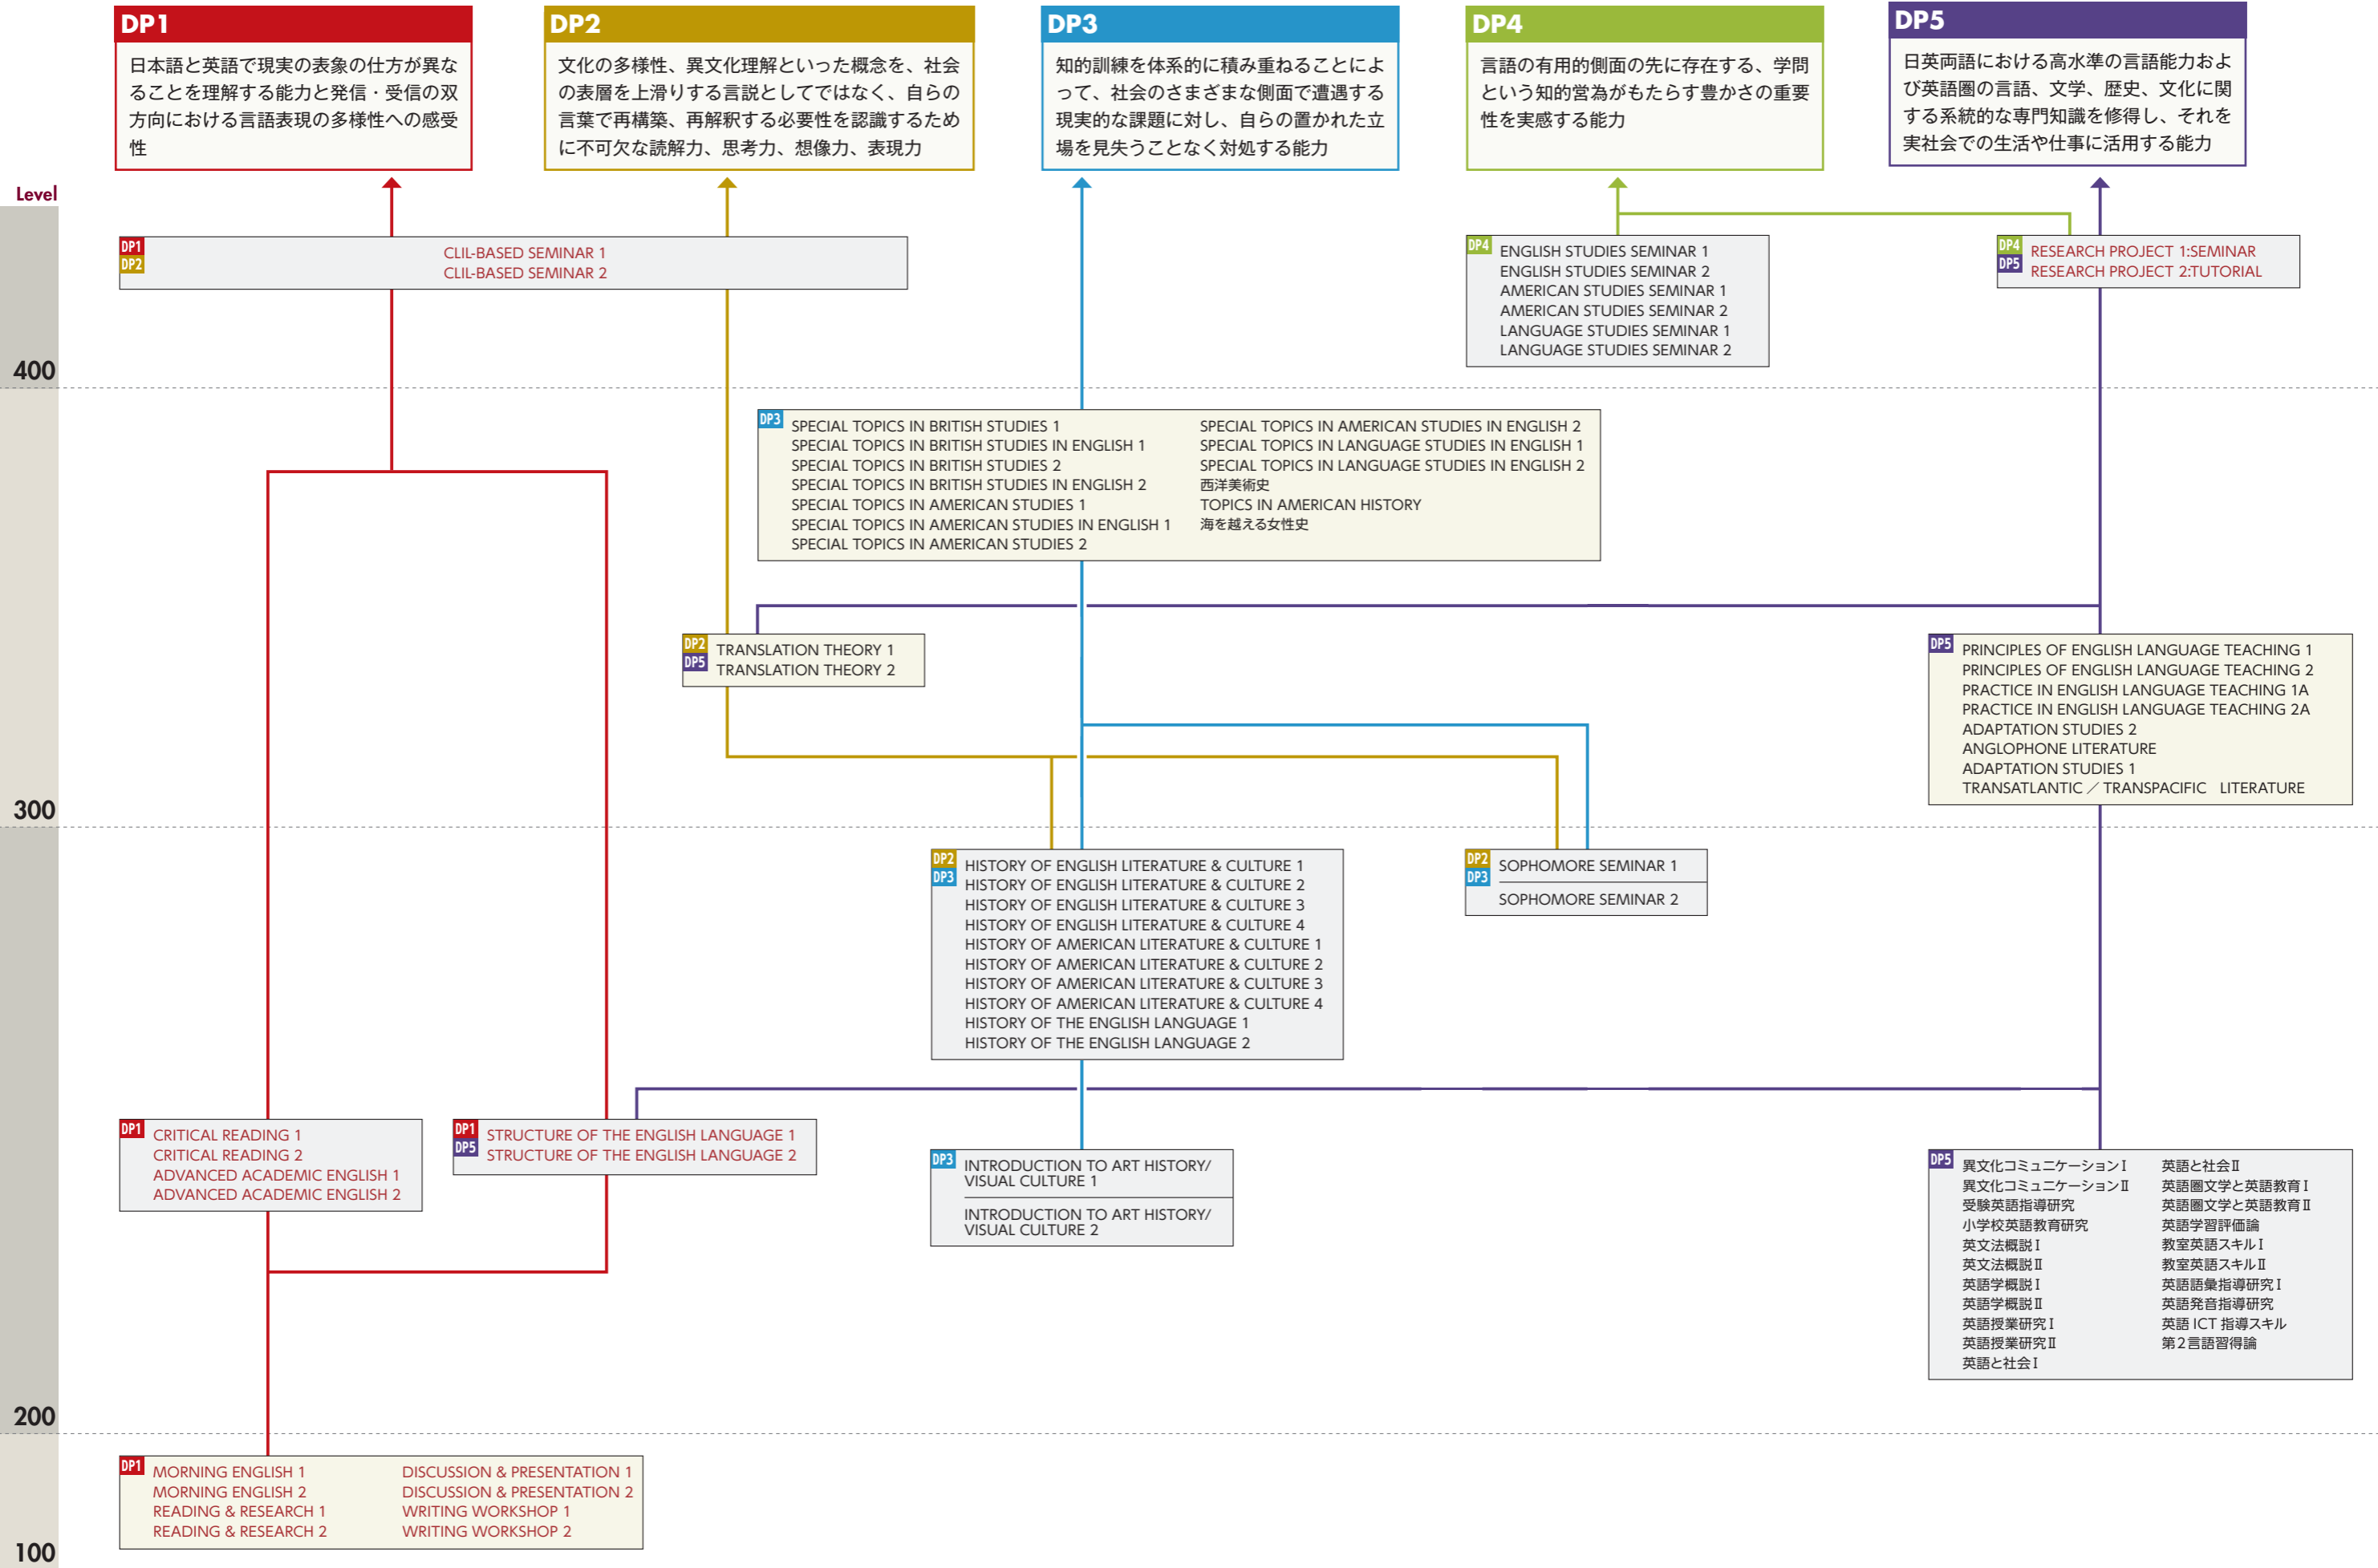 DP1
日本語と英語で現実の表象の仕方が異な
ることを理解する能力と発信・受信の双
方向における言語表現の多様性への感受
性
DP2
文化の多様性、異文化理解といった概念を、社会
の表層を上滑りする言説としてではなく、自らの
言葉で再構築、再解釈する必要性を認識するため
に不可欠な読解力、思考力、想像力、表現力
DP3
知的訓練を体系的に積み重ねることによ
って、社会のさまざまな側面で遭遇する
現実的な課題に対し、自らの置かれた立
場を見失うことなく対処する能力
DP4
言語の有用的側面の先に存在する、学問
という知的営為がもたらす豊かさの重要
性を実感する能力
DP5
日英両語における高水準の言語能力およ
び英語圏の言語、文学、歴史、文化に関
する系統的な専門知識を修得し、それを
実社会での生活や仕事に活用する能力
Level
DP1
DP2
CLIL-BASED SEMINAR 1
CLIL-BASED SEMINAR 2
DP4
ENGLISH STUDIES SEMINAR 1
ENGLISH STUDIES SEMINAR 2
AMERICAN STUDIES SEMINAR 1
AMERICAN STUDIES SEMINAR 2
LANGUAGE STUDIES SEMINAR 1
LANGUAGE STUDIES SEMINAR 2
DP4
DP5
RESEARCH PROJECT 1:SEMINAR
RESEARCH PROJECT 2:TUTORIAL
400
DP3
SPECIAL TOPICS IN BRITISH STUDIES 1
SPECIAL TOPICS IN BRITISH STUDIES IN ENGLISH 1
SPECIAL TOPICS IN BRITISH STUDIES 2
SPECIAL TOPICS IN BRITISH STUDIES IN ENGLISH 2
SPECIAL TOPICS IN AMERICAN STUDIES 1
SPECIAL TOPICS IN AMERICAN STUDIES IN ENGLISH 1
SPECIAL TOPICS IN AMERICAN STUDIES 2
SPECIAL TOPICS IN AMERICAN STUDIES IN ENGLISH 2
SPECIAL TOPICS IN LANGUAGE STUDIES IN ENGLISH 1
SPECIAL TOPICS IN LANGUAGE STUDIES IN ENGLISH 2
西洋美術史
TOPICS IN AMERICAN HISTORY
海を越える女性史
DP2
DP5
TRANSLATION THEORY 1
TRANSLATION THEORY 2
DP5
PRINCIPLES OF ENGLISH LANGUAGE TEACHING 1
PRINCIPLES OF ENGLISH LANGUAGE TEACHING 2
PRACTICE IN ENGLISH LANGUAGE TEACHING 1A
PRACTICE IN ENGLISH LANGUAGE TEACHING 2A
ADAPTATION STUDIES 2
ANGLOPHONE LITERATURE
ADAPTATION STUDIES 1
TRANSATLANTIC／TRANSPACIFIC LITERATURE
300
DP2
DP3
HISTORY OF ENGLISH LITERATURE & CULTURE 1
HISTORY OF ENGLISH LITERATURE & CULTURE 2
HISTORY OF ENGLISH LITERATURE & CULTURE 3
HISTORY OF ENGLISH LITERATURE & CULTURE 4
HISTORY OF AMERICAN LITERATURE & CULTURE 1
HISTORY OF AMERICAN LITERATURE & CULTURE 2
HISTORY OF AMERICAN LITERATURE & CULTURE 3
HISTORY OF AMERICAN LITERATURE & CULTURE 4
HISTORY OF THE ENGLISH LANGUAGE 1
HISTORY OF THE ENGLISH LANGUAGE 2
DP2
DP3
SOPHOMORE SEMINAR 1
SOPHOMORE SEMINAR 2
DP1
CRITICAL READING 1
CRITICAL READING 2
ADVANCED ACADEMIC ENGLISH 1
ADVANCED ACADEMIC ENGLISH 2
DP1
DP5
STRUCTURE OF THE ENGLISH LANGUAGE 1
STRUCTURE OF THE ENGLISH LANGUAGE 2
DP3
INTRODUCTION TO ART HISTORY/
VISUAL CULTURE 1
INTRODUCTION TO ART HISTORY/
VISUAL CULTURE 2
DP5
異文化コミュニケーションⅠ
異文化コミュニケーションⅡ
受験英語指導研究
小学校英語教育研究
英文法概説Ⅰ
英文法概説Ⅱ
英語学概説Ⅰ
英語学概説Ⅱ
英語授業研究Ⅰ
英語授業研究Ⅱ
英語と社会Ⅰ
英語と社会Ⅱ
英語圏文学と英語教育Ⅰ
英語圏文学と英語教育Ⅱ
英語学習評価論
教室英語スキルⅠ
教室英語スキルⅡ
英語語彙指導研究Ⅰ
英語発音指導研究
英語 ICT 指導スキル
第2言語習得論
200
DP1
MORNING ENGLISH 1
MORNING ENGLISH 2
READING & RESEARCH 1
READING & RESEARCH 2
DISCUSSION & PRESENTATION 1
DISCUSSION & PRESENTATION 2
WRITING WORKSHOP 1
WRITING WORKSHOP 2
100